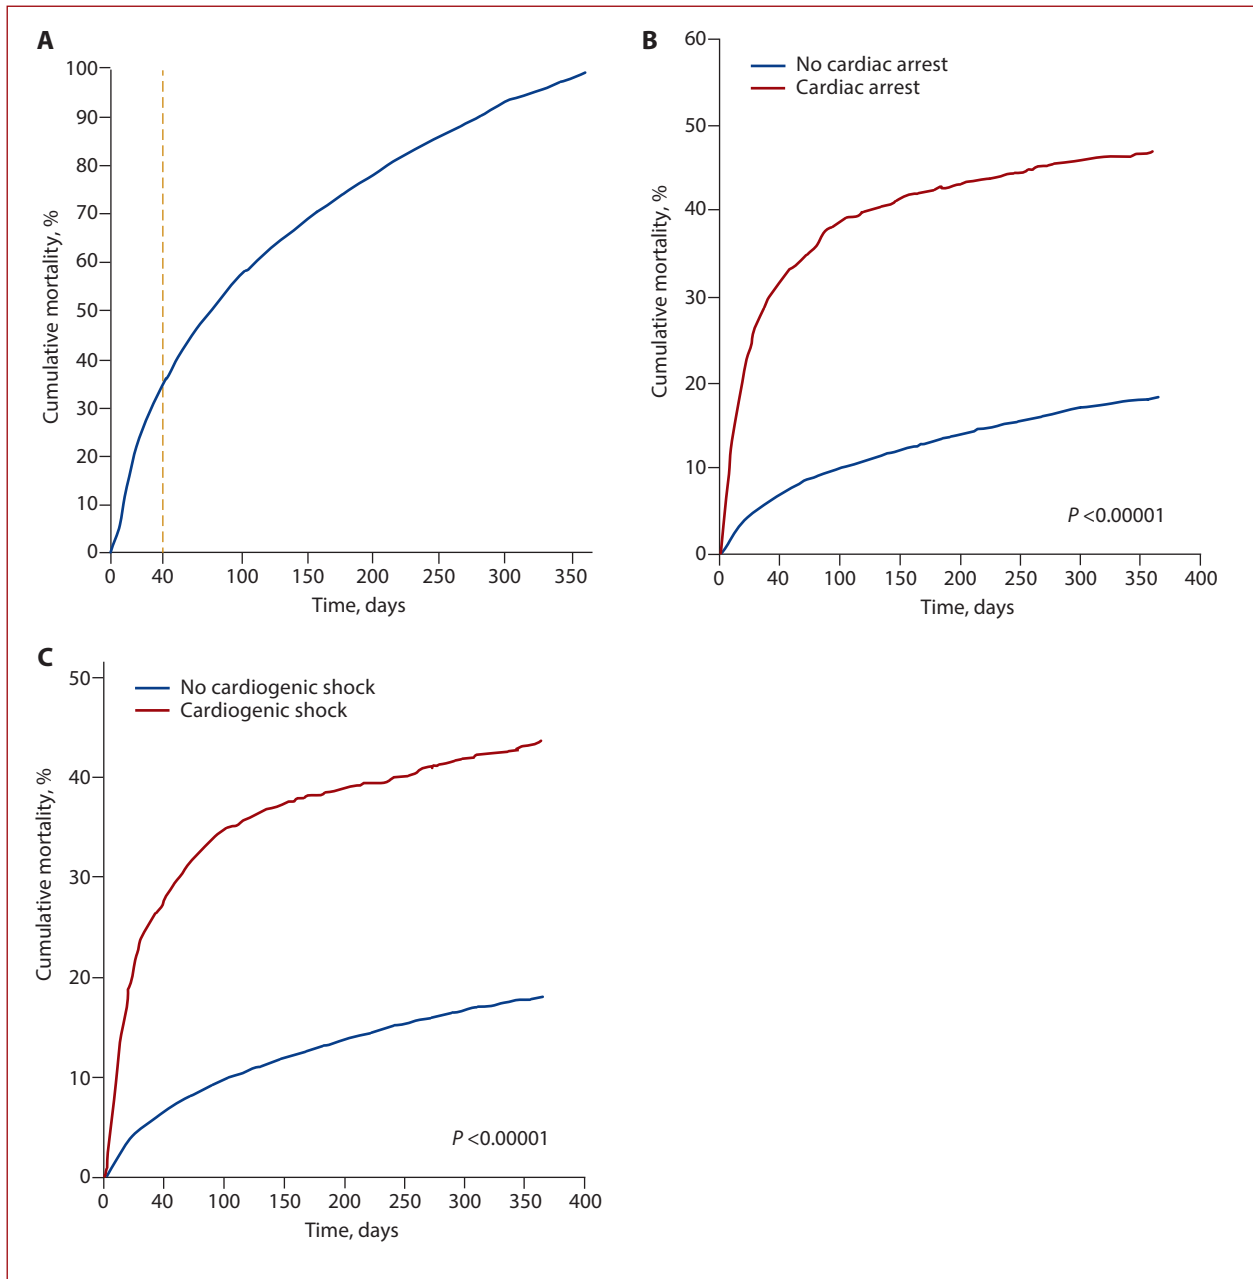 A
100
90
80
70
60
50
40
30
20
10
0
Cumulative mortality, %
0 40 100 150 200 250 300 350
Time, days
B
60
50
40
30
20
10
0
Cumulative mortality, %
No cardiac arrest
Cardiac arrest
P <0.00001
0 40 100 150 200 250 300 350 400
Time, days
C
50
40
30
20
10
0
Cumulative mortality, %
No cardiogenic shock
Cardiogenic shock
P <0.00001
0 40 100 150 200 250 300 350 400
Time, days